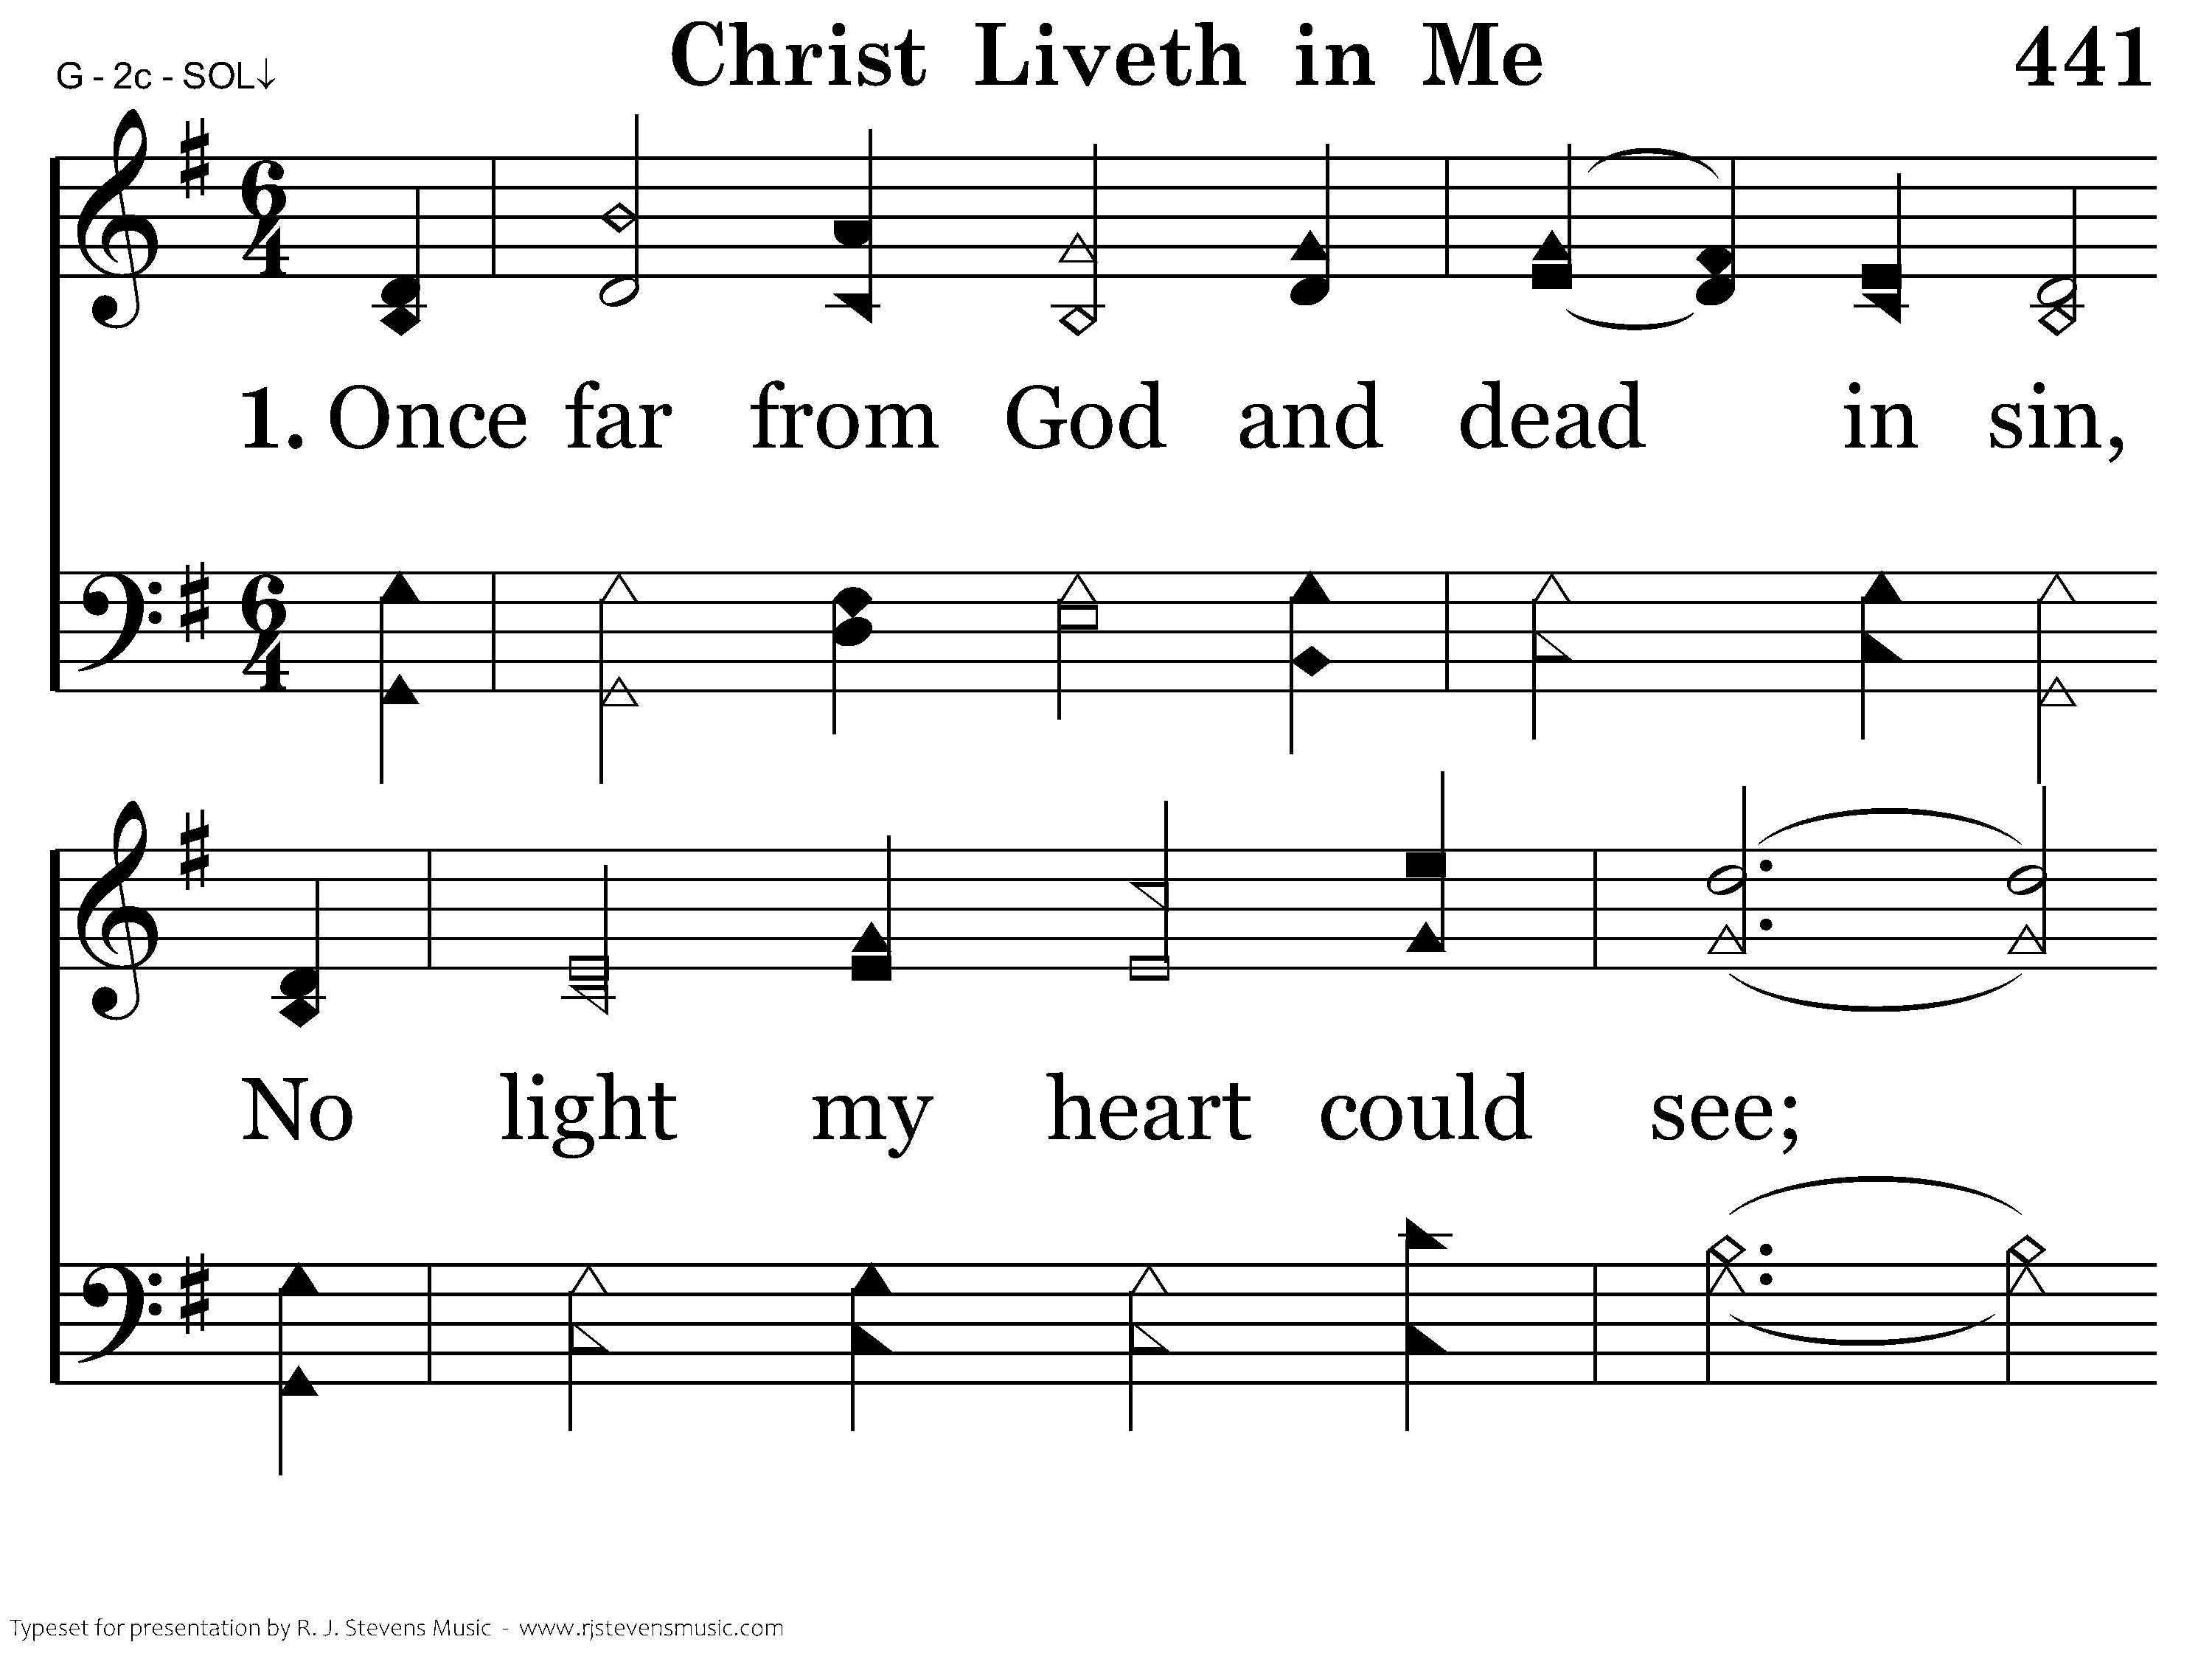 Christ Liveth in Me 441
G - 2c - SOL↓
6
4
1. Once far from God and dead in sin,
6
4
No light my heart could see;
Typeset for presentation by R. J. Stevens Music - www.rjstevensmusic.com